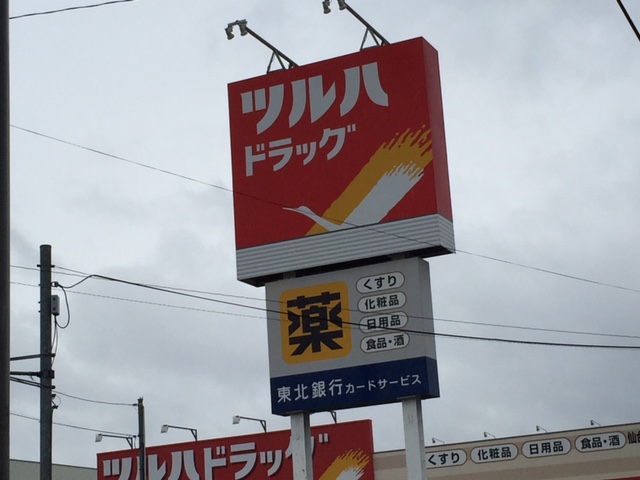 ツルハ
ドラッグ
薬
くすり
化粧品
日用品
食品・酒
東北銀行カードサービス
ツルハドラッグ
くすり 化粧品 日用品 食品・酒